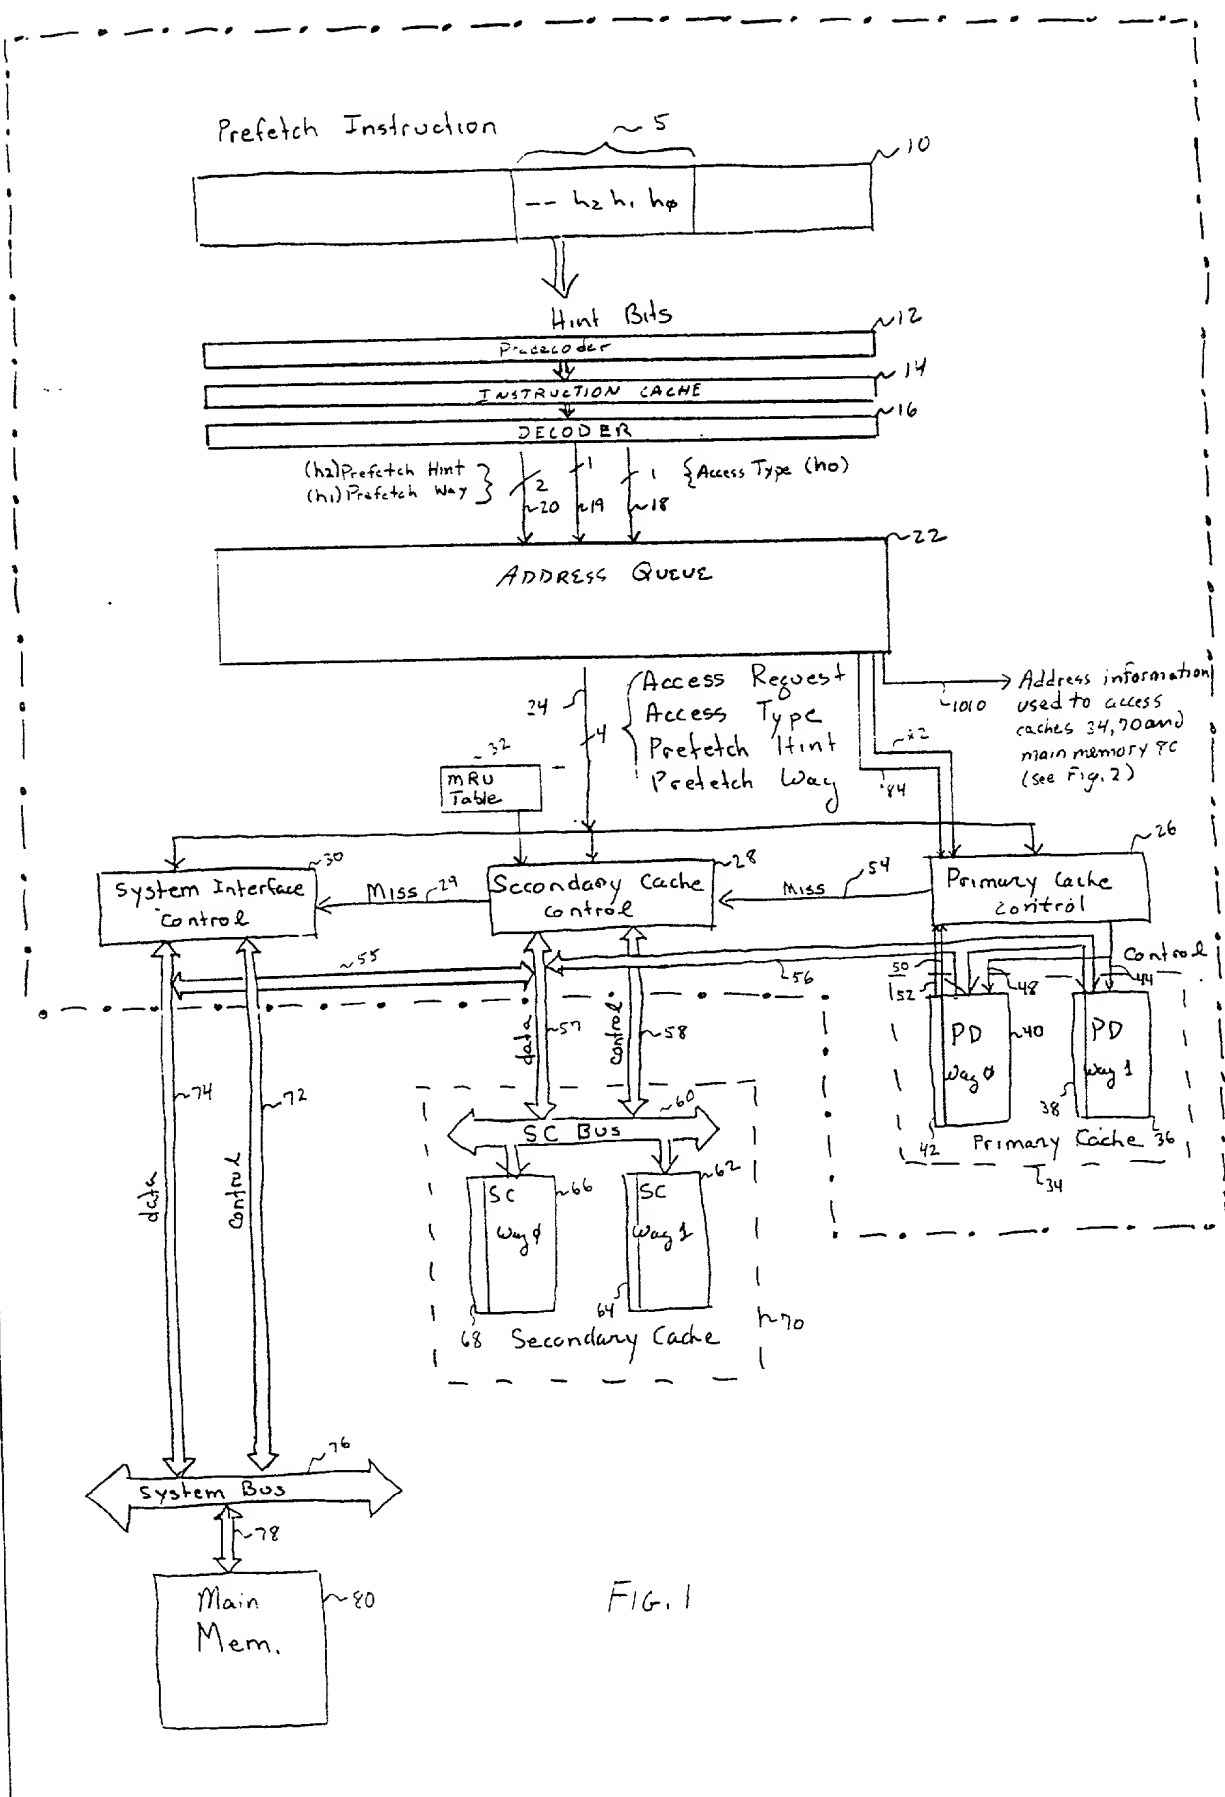 Prefetch Instruction
5
10
-- h2 h1 hφ
Hint Bits
12
Predecoder
14
INSTRUCTION CACHE
16
DECODER
(h2) Prefetch Hint
(h1) Prefetch Way
2
1
1
Access Type (h0)
20
19
18
22
ADDRESS QUEUE
24
4
Access Request
Access Type
Prefetch Hint
Prefetch Way
1010
Address information
used to access
caches 34, 70 and
main memory 80
(see Fig. 2)
82
84
32
MRU
Table
30
System Interface
Control
Miss
29
28
Secondary Cache
Control
Miss
54
26
Primary Cache
Control
55
56
50
52
48
Control
44
data
57
control
58
PD
Way φ
40
PD
Way 1
38
42
Primary Cache
36
34
74
72
data
control
60
SC Bus
SC
Way φ
66
SC
Way 1
62
68
64
Secondary Cache
70
76
System Bus
78
Main
Mem.
80
FIG. 1